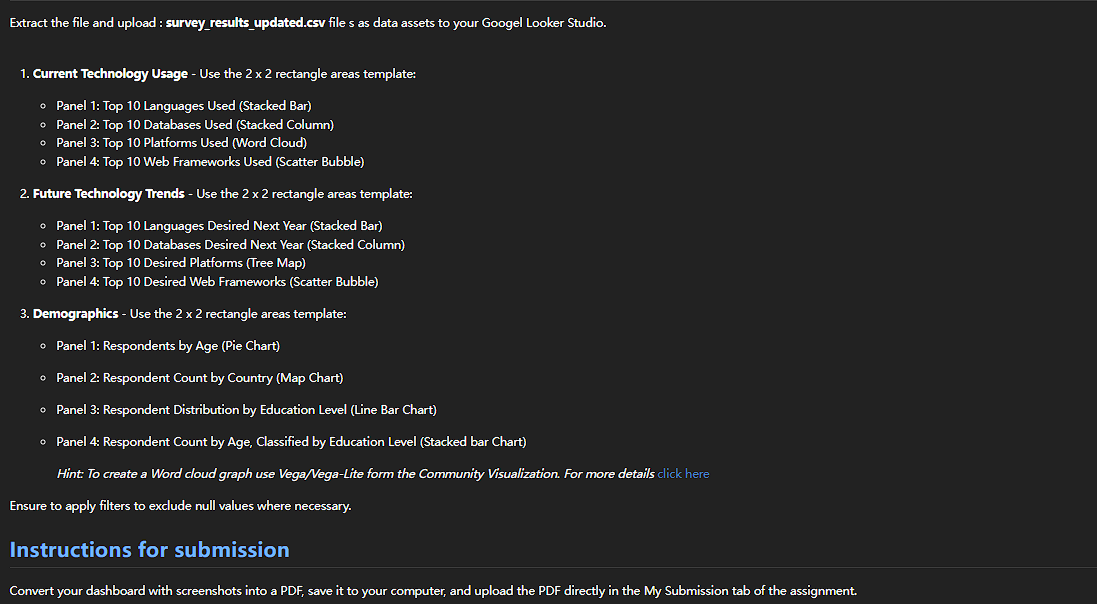 Extract the file and upload : survey_results_updated.csv file s as data assets to your Googel Looker Studio.
1. Current Technology Usage - Use the 2 x 2 rectangle areas template:
Panel 1: Top 10 Languages Used (Stacked Bar)
Panel 2: Top 10 Databases Used (Stacked Column)
Panel 3: Top 10 Platforms Used (Word Cloud)
Panel 4: Top 10 Web Frameworks Used (Scatter Bubble)
2. Future Technology Trends - Use the 2 x 2 rectangle areas template:
Panel 1: Top 10 Languages Desired Next Year (Stacked Bar)
Panel 2: Top 10 Databases Desired Next Year (Stacked Column)
Panel 3: Top 10 Desired Platforms (Tree Map)
Panel 4: Top 10 Desired Web Frameworks (Scatter Bubble)
3. Demographics - Use the 2 x 2 rectangle areas template:
Panel 1: Respondents by Age (Pie Chart)
Panel 2: Respondent Count by Country (Map Chart)
Panel 3: Respondent Distribution by Education Level (Line Bar Chart)
Panel 4: Respondent Count by Age, Classified by Education Level (Stacked bar Chart)
Hint: To create a Word cloud graph use Vega/Vega-Lite form the Community Visualization. For more details click here
Ensure to apply filters to exclude null values where necessary.
Instructions for submission
Convert your dashboard with screenshots into a PDF, save it to your computer, and upload the PDF directly in the My Submission tab of the assignment.